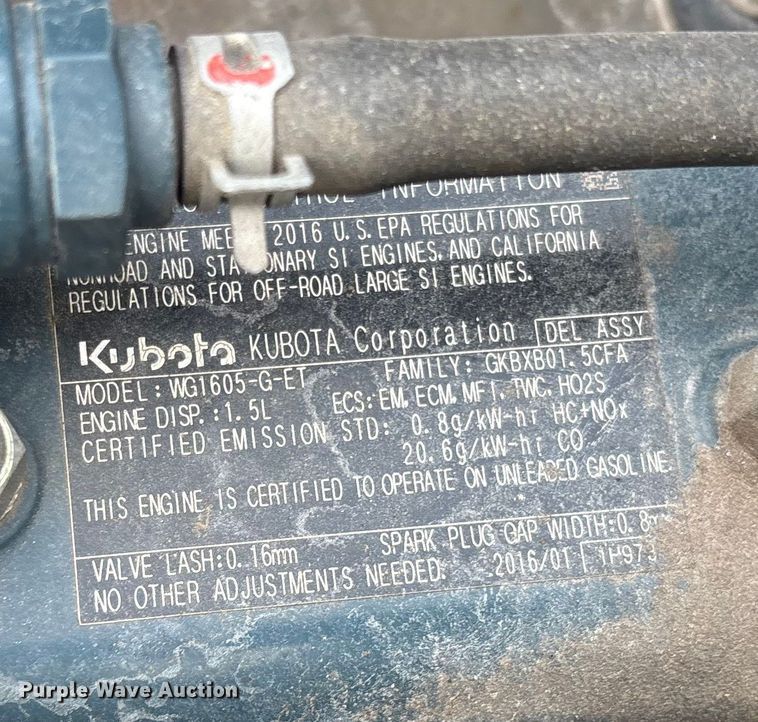 INFORMATION
ENGINE 2016 U.S. EPA REGULATIONS FOR
AND SI ENGINES, AND CALIFORNIA
REGULATIONS FOR OFF-ROAD LARGE SI ENGINES.
Kubota KUBOTA Corporation DEL ASSY
MODEL: WG1605-G-ET FAMILY: GKBXB01.5CFA
ENGINE DISP.:1.5L ECS: EM, ECM, MFI, TWC, HO2S
CERTIFIED EMISSION STD: 0.8g/kW-hr HC+NOx
20.6g/kW-hr CO
THIS ENGINE IS CERTIFIED TO OPERATE ON UNLEADED GASOLINE
VALVE LASH:0.16mm SPARK PLUG GAP WIDTH:0.8
NO OTHER ADJUSTMENTS NEEDED. 2016/01 1H973
Purple Wave Auction